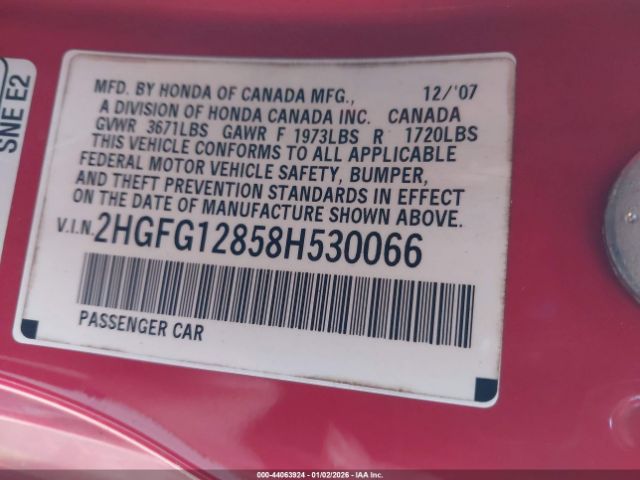 SNE E2
MFD. BY HONDA OF CANADA MFG., 12/'07
A DIVISION OF HONDA CANADA INC. CANADA
GVWR 3671LBS GAWR F 1973LBS R 1720LBS
THIS VEHICLE CONFORMS TO ALL APPLICABLE
FEDERAL MOTOR VEHICLE SAFETY, BUMPER,
AND THEFT PREVENTION STANDARDS IN EFFECT
ON THE DATE OF MANUFACTURE SHOWN ABOVE.
V.I.N.2HGFG12858H530066
PASSENGER CAR
000-44063924 - 01/02/2026 - IAA Inc.